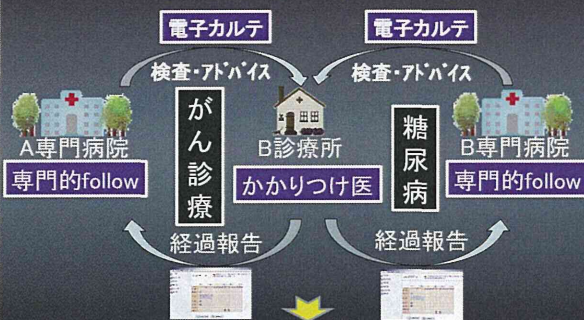 電子カルテ
電子カルテ
検査・アドバイス
検査・アドバイス
A専門病院
専門的follow
がん診療
B診療所
かかりつけ医
糖尿病
B専門病院
専門的follow
経過報告
経過報告